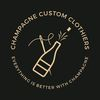 CHAMPAGNE CUSTOM CLOTHIERS
EVERYTHING IS BETTER WITH CHAMPAGNE